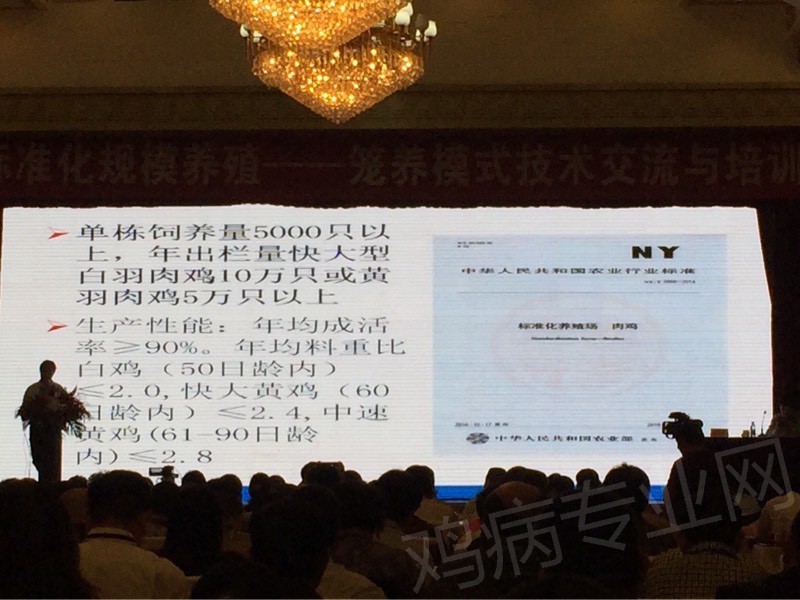 标准化规模养殖——笼养模式技术交流与培训
单栋饲养量5000只以
上，年出栏量快大型
白羽肉鸡10万只或黄
羽肉鸡5万只以上
生产性能：年均成活
率≥90%。年均料重比
白鸡（50日龄内）
≤2.0,快大黄鸡（60
日龄内）≤2.4,中速
黄鸡(61-90日龄
内)≤2.8
NY
中华人民共和国农业行业标准
标准化养殖场 肉鸡
中华人民共和国农业部 发布
鸡病专业网